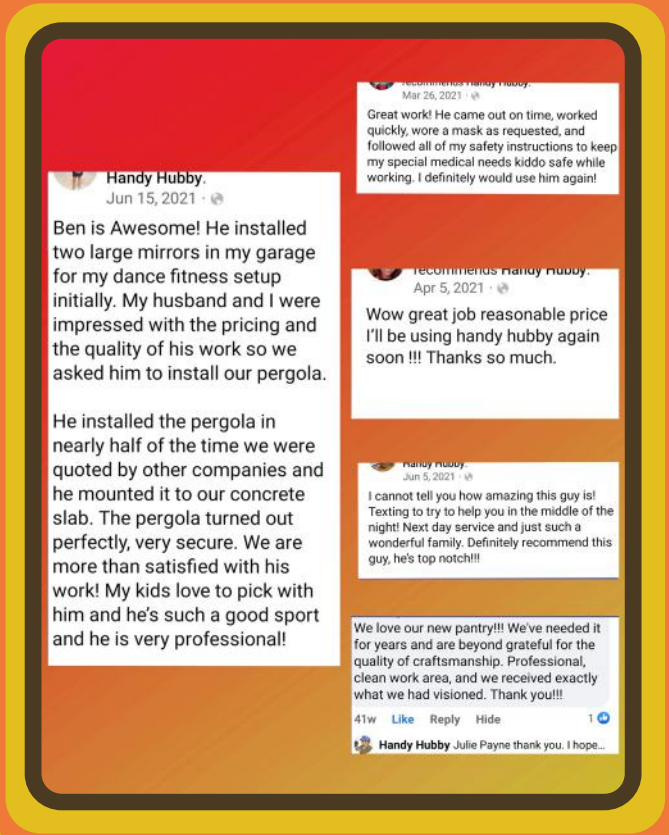 Handy Hubby.
Jun 15, 2021 ·
Ben is Awesome! He installed
two large mirrors in my garage
for my dance fitness setup
initially. My husband and I were
impressed with the pricing and
the quality of his work so we
asked him to install our pergola.
He installed the pergola in
nearly half of the time we were
quoted by other companies and
he mounted it to our concrete
slab. The pergola turned out
perfectly, very secure. We are
more than satisfied with his
work! My kids love to pick with
him and he's such a good sport
and he is very professional!
recommends Handy Hubby.
Mar 26, 2021 ·
Great work! He came out on time, worked
quickly, wore a mask as requested, and
followed all of my safety instructions to keep
my special medical needs kiddo safe while
working. I definitely would use him again!
recommends Handy Hubby.
Apr 5, 2021 ·
Wow great job reasonable price
I'll be using handy hubby again
soon !!! Thanks so much.
Handy Hubby.
Jun 5, 2021 ·
I cannot tell you how amazing this guy is!
Texting to try to help you in the middle of the
night! Next day service and just such a
wonderful family. Definitely recommend this
guy, he's top notch!!!
We love our new pantry!!! We've needed it
for years and are beyond grateful for the
quality of craftsmanship. Professional,
clean work area, and we received exactly
what we had visioned. Thank you!!!
41w Like Reply Hide 1
Handy Hubby Julie Payne thank you. I hope...